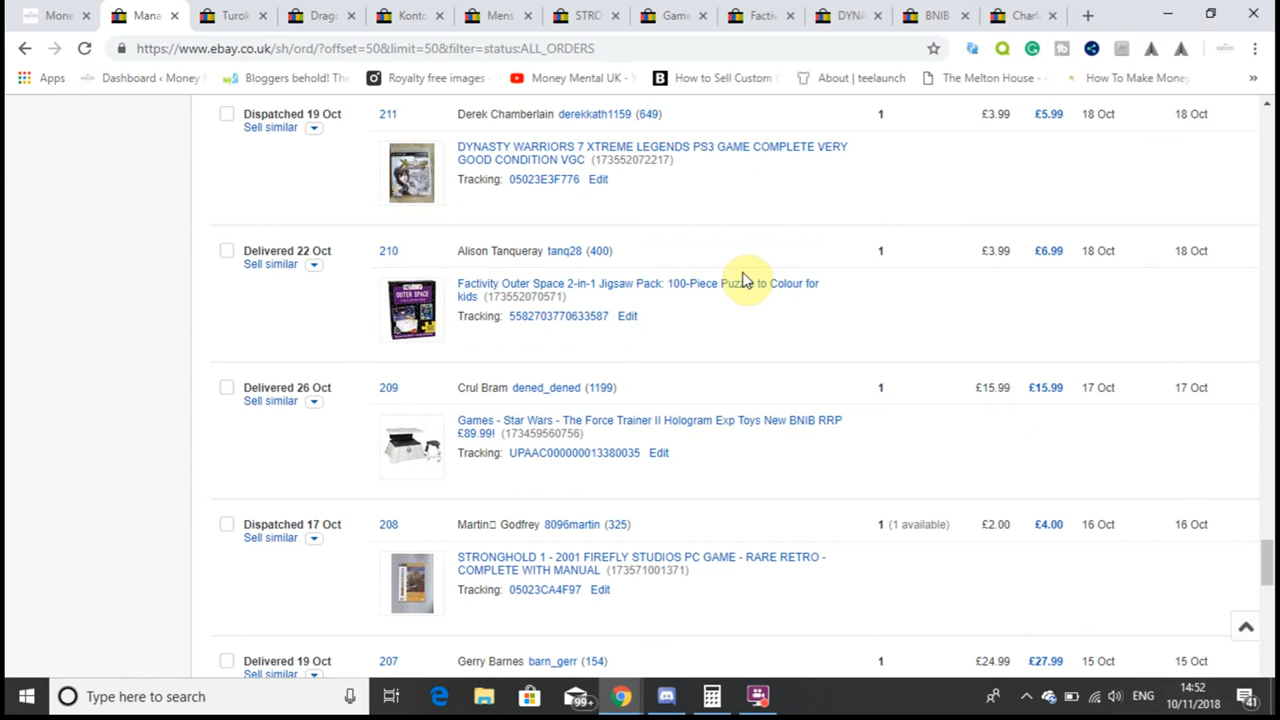 Mone
Mana
Turok
Drago
Konto
Mens
STRO
Game
Factiv
DYNA
BNIB
Charli
https://www.ebay.co.uk/sh/ord/?offset=50&limit=50&filter=status:ALL_ORDERS
Apps
Dashboard ‹ Money
Bloggers behold! The
Royalty free images -
Money Mental UK - Y
How to Sell Custom
About | teelaunch
The Melton House -
How To Make Money
Dispatched 19 Oct 211 Derek Chamberlain derekkath1159 (649) 1 £3.99 £5.99 18 Oct 18 Oct
Sell similar
DYNASTY WARRIORS 7 XTREME LEGENDS PS3 GAME COMPLETE VERY
GOOD CONDITION VGC (173552072217)
Tracking: 05023E3F776 Edit
Delivered 22 Oct 210 Alison Tanqueray tanq28 (400) 1 £3.99 £6.99 18 Oct 18 Oct
Sell similar
Factivity Outer Space 2-in-1 Jigsaw Pack: 100-Piece Puzzle to Colour for
kids (173552070571)
OUTER SPACE
Tracking: 5582703770633587 Edit
Delivered 26 Oct 209 Crul Bram dened_dened (1199) 1 £15.99 £15.99 17 Oct 17 Oct
Sell similar
Games - Star Wars - The Force Trainer II Hologram Exp Toys New BNIB RRP
£89.99! (173459560756)
Tracking: UPAAC000000013380035 Edit
Dispatched 17 Oct 208 Martin Godfrey 8096martin (325) 1 (1 available) £2.00 £4.00 16 Oct 16 Oct
Sell similar
STRONGHOLD 1 - 2001 FIREFLY STUDIOS PC GAME - RARE RETRO -
COMPLETE WITH MANUAL (173571001371)
Tracking: 05023CA4F97 Edit
Delivered 19 Oct 207 Gerry Barnes barn_gerr (154) 1 £24.99 £27.99 15 Oct 15 Oct
Sell similar
Type here to search
99+
ENG
14:52
10/11/2018
41